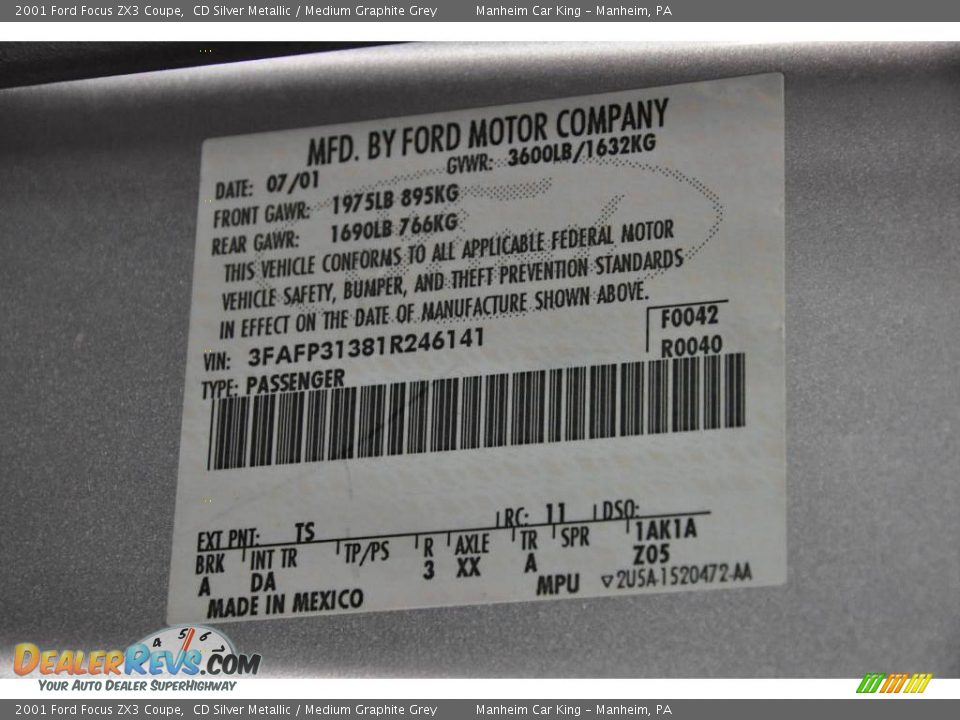 2001 Ford Focus ZX3 Coupe, CD Silver Metallic / Medium Graphite Grey Manheim Car King - Manheim, PA
MFD. BY FORD MOTOR COMPANY
DATE: 07/01 GVWR: 3600LB/1632KG
FRONT GAWR: 1975LB 895KG
REAR GAWR: 1690LB 766KG
THIS VEHICLE CONFORMS TO ALL APPLICABLE FEDERAL MOTOR
VEHICLE SAFETY, BUMPER, AND THEFT PREVENTION STANDARDS
IN EFFECT ON THE DATE OF MANUFACTURE SHOWN ABOVE.
VIN: 3FAFP31381R246141 F0042
TYPE: PASSENGER R0040
EXT PNT: TS RC: 11 DSO:
BRK INT TR TP/PS R AXLE TR SPR 1AK1A
A DA 3 XX A Z05
MADE IN MEXICO MPU ▽2U5A-1520472-AA
4 5 6
DEALERREVS.COM
YOUR AUTO DEALER SUPERHIGHWAY
2001 Ford Focus ZX3 Coupe, CD Silver Metallic / Medium Graphite Grey Manheim Car King - Manheim, PA